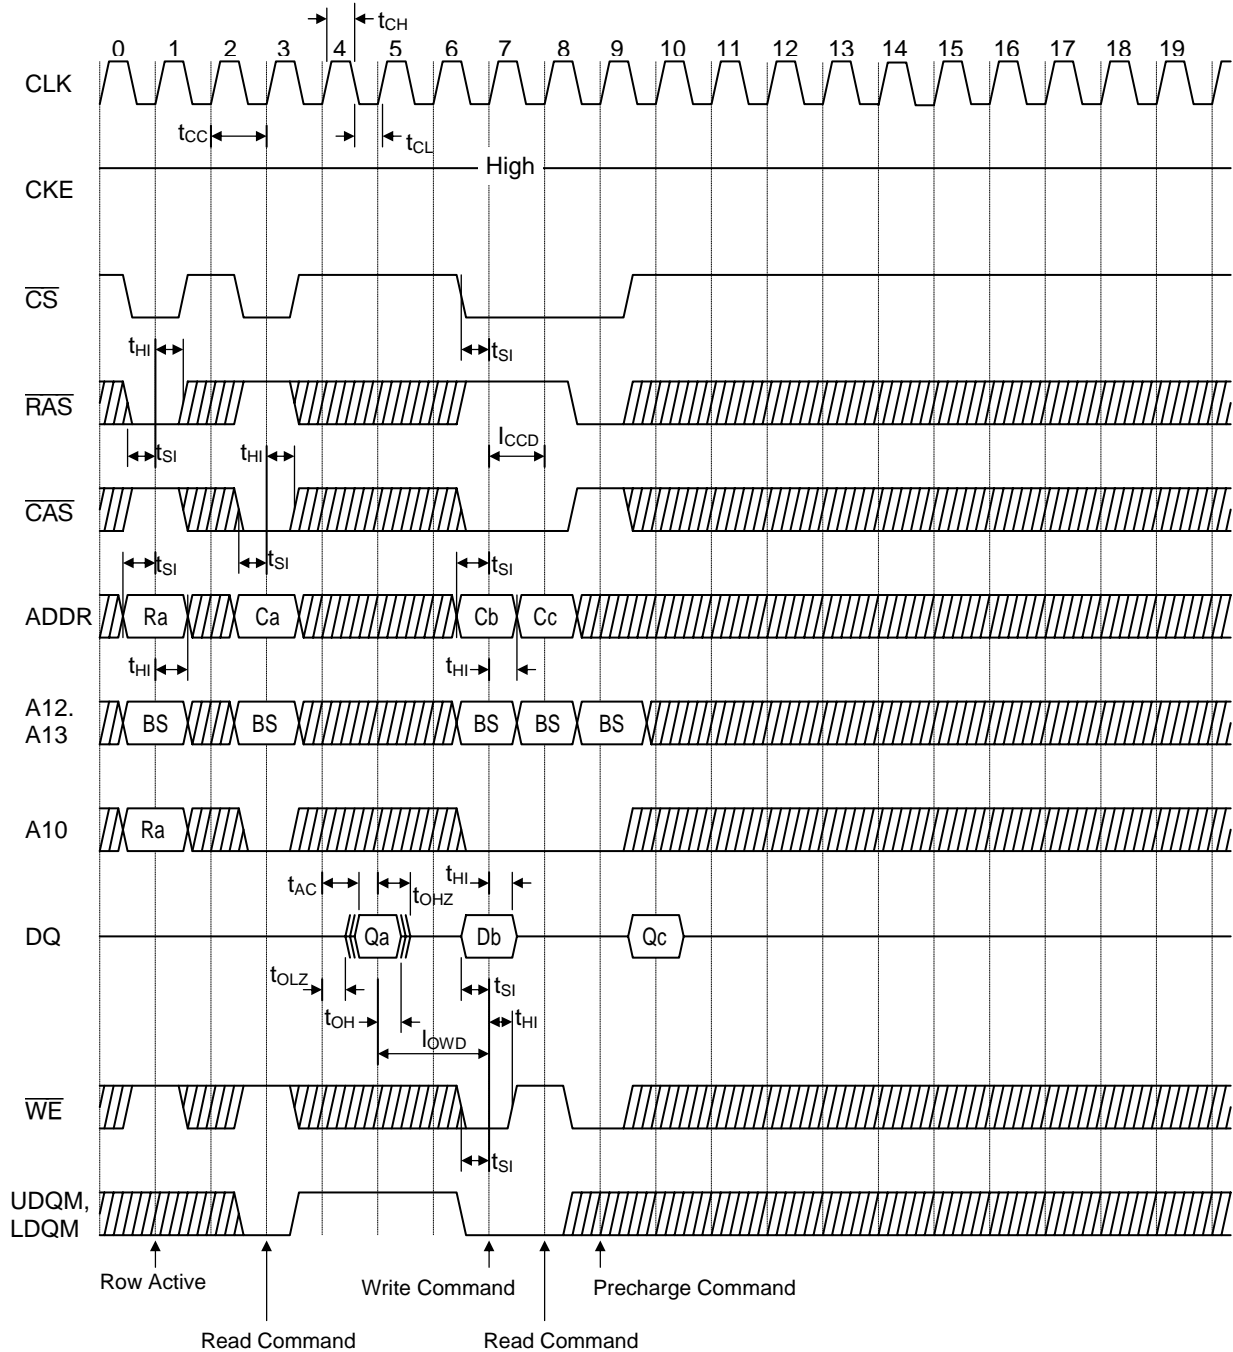 tCH
0 1 2 3 4 5 6 7 8 9 10 11 12 13 14 15 16 17 18 19
CLK
tCC
tCL
High
CKE
CS
tHI
tSI
RAS
tSI
tHI
lCCD
CAS
tSI
tSI
tSI
ADDR
Ra Ca Cb Cc
tHI
tHI
A12.
A13
BS BS BS BS BS
A10
Ra
tAC
tOHZ
tHI
DQ
Qa Db Qc
tOLZ
tSI
tOH
lOWD
tHI
WE
tSI
UDQM,
LDQM
Row Active
Write Command
Precharge Command
Read Command
Read Command